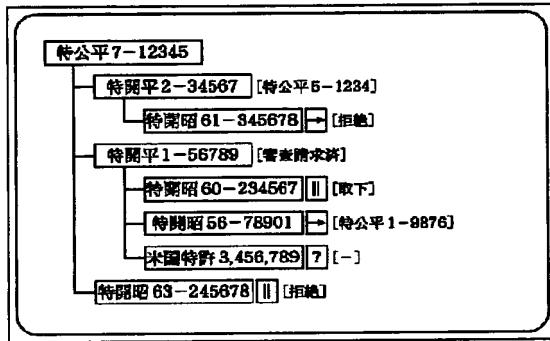 特公平7-12345
特開平2-34567 [特公平5-1234]
特開昭61-345678 → [拒絶]
特開平1-56789 [審査請求済]
特開昭60-234567 || [取下]
特開昭56-78901 → [特公平1-9876]
米国特許3,456,789 ? [-]
特開昭63-245678 || [拒絶]